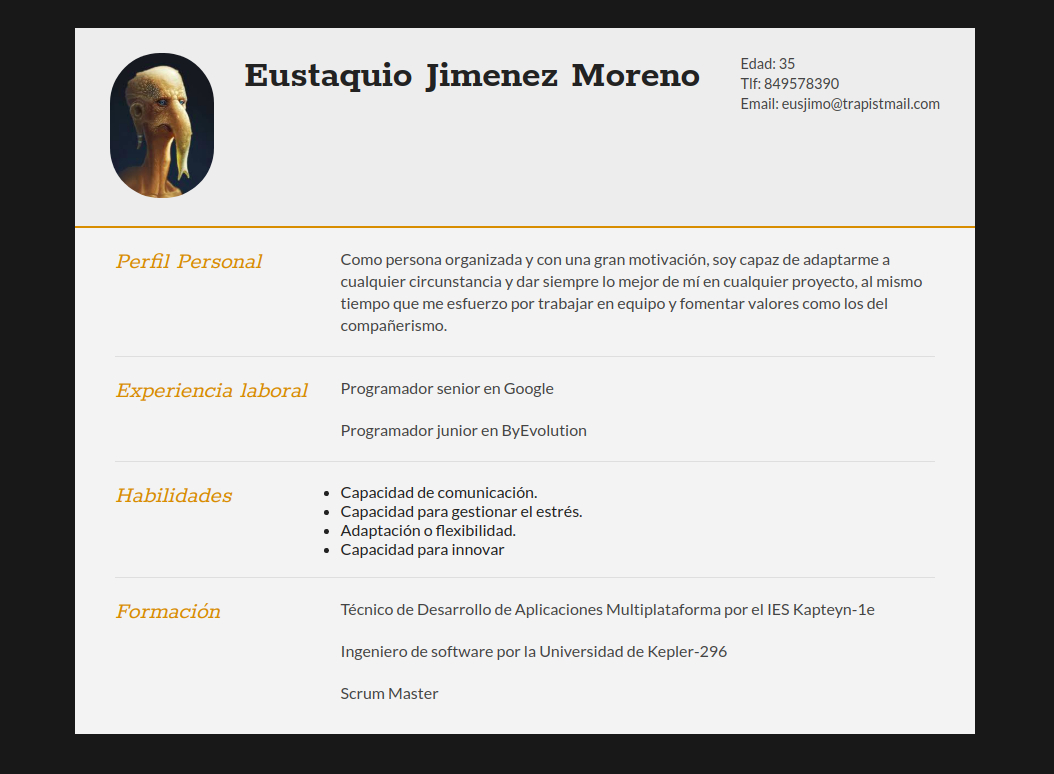 Eustaquio Jimenez Moreno
Edad: 35
Tlf: 849578390
Email: eusjimo@trapistmail.com
Perfil Personal
Como persona organizada y con una gran motivación, soy capaz de adaptarme a
cualquier circunstancia y dar siempre lo mejor de mí en cualquier proyecto, al mismo
tiempo que me esfuerzo por trabajar en equipo y fomentar valores como los del
compañerismo.
Experiencia laboral
Programador senior en Google
Programador junior en ByEvolution
Habilidades
• Capacidad de comunicación.
• Capacidad para gestionar el estrés.
• Adaptación o flexibilidad.
• Capacidad para innovar
Formación
Técnico de Desarrollo de Aplicaciones Multiplataforma por el IES Kapteyn-1e
Ingeniero de software por la Universidad de Kepler-296
Scrum Master